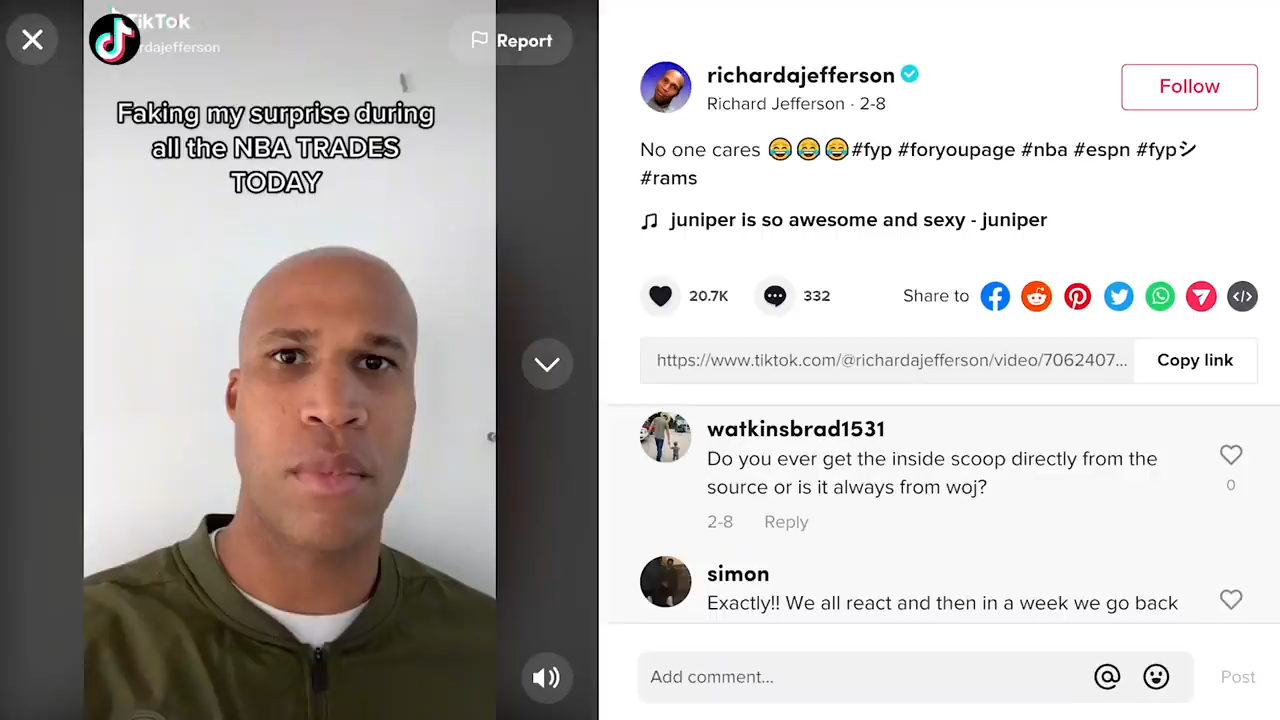 TikTok
rdajefferson
Report
Faking my surprise during
all the NBA TRADES
TODAY
richardajefferson
Richard Jefferson · 2-8
Follow
No one cares 😂😂😂#fyp #foryoupage #nba #espn #fypシ
#rams
juniper is so awesome and sexy - juniper
20.7K
332
Share to
https://www.tiktok.com/@richardajefferson/video/7062407...
Copy link
watkinsbrad1531
Do you ever get the inside scoop directly from the
source or is it always from woj?
0
2-8 Reply
simon
Exactly!! We all react and then in a week we go back
Add comment...
Post